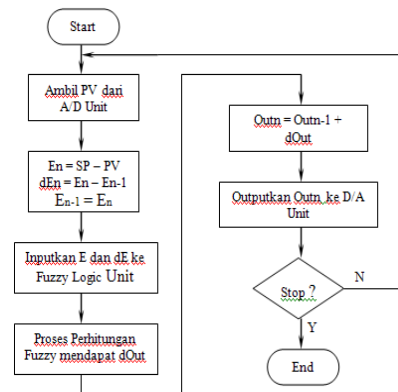 Start
Ambil PV dari
A/D Unit
En = SP – PV
dEn = En – En-1
En-1 = En
Inputkan E dan dE ke
Fuzzy Logic Unit
Proses Perhitungan
Fuzzy mendapat dOut
Outn = Outn-1 +
dOut
Outputkan Outn ke D/A
Unit
Stop ?
N
Y
End